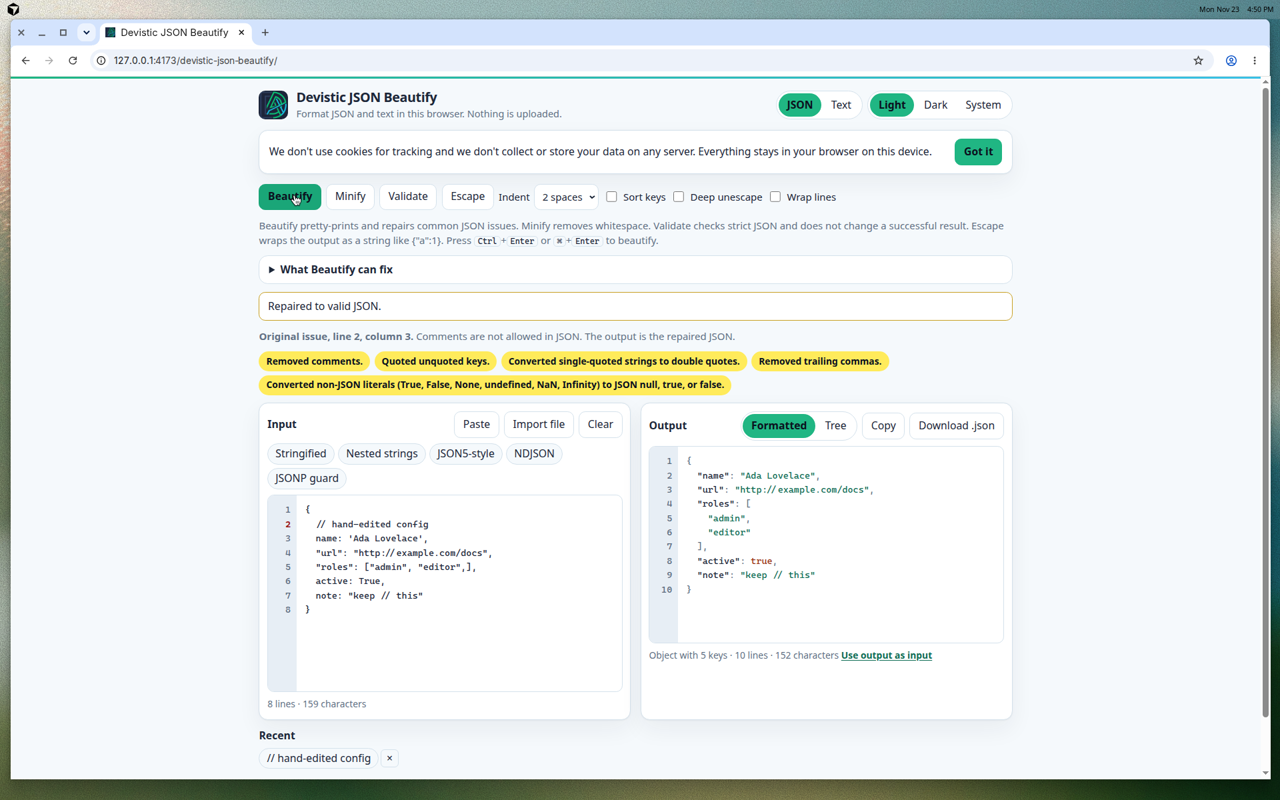 Mon Nov 23 4:50 PM
Devistic JSON Beautify
127.0.0.1:4173/devistic-json-beautify/
Devistic JSON Beautify
Format JSON and text in this browser. Nothing is uploaded.
JSON Text Light Dark System
We don't use cookies for tracking and we don't collect or store your data on any server. Everything stays in your browser on this device.
Got it
Beautify Minify Validate Escape Indent 2 spaces Sort keys Deep unescape Wrap lines
Beautify pretty-prints and repairs common JSON issues. Minify removes whitespace. Validate checks strict JSON and does not change a successful result. Escape
wraps the output as a string like {"a":1}. Press Ctrl + Enter or ⌘ + Enter to beautify.
▶ What Beautify can fix
Repaired to valid JSON.
Original issue, line 2, column 3. Comments are not allowed in JSON. The output is the repaired JSON.
Removed comments. Quoted unquoted keys. Converted single-quoted strings to double quotes. Removed trailing commas.
Converted non-JSON literals (True, False, None, undefined, NaN, Infinity) to JSON null, true, or false.
Input Paste Import file Clear
Stringified Nested strings JSON5-style NDJSON
JSONP guard
1 {
2 // hand-edited config
3 name: 'Ada Lovelace',
4 "url": "http://example.com/docs",
5 "roles": ["admin", "editor",],
6 active: True,
7 note: "keep // this"
8 }
8 lines · 159 characters
Output Formatted Tree Copy Download .json
1 {
2 "name": "Ada Lovelace",
3 "url": "http://example.com/docs",
4 "roles": [
5 "admin",
6 "editor"
7 ],
8 "active": true,
9 "note": "keep // this"
10 }
Object with 5 keys · 10 lines · 152 characters Use output as input
Recent
// hand-edited config ×